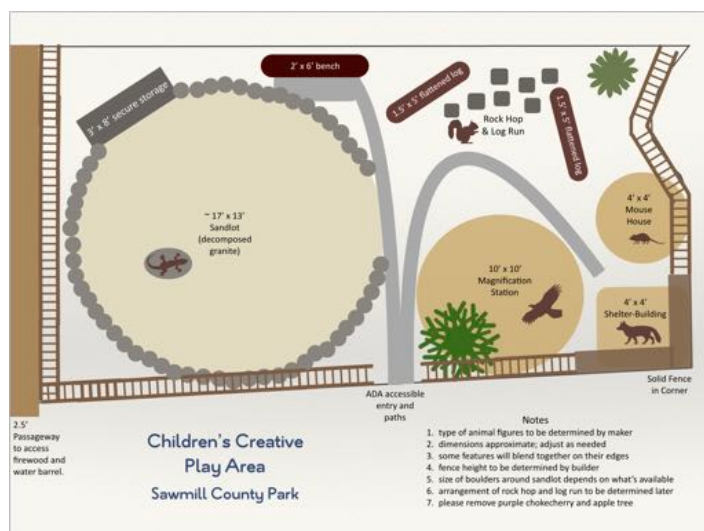 2' x 6' bench
3' x 8' secure storage
1.5' x 5' flattened log
1.5' x 5' flattened log
Rock Hop
& Log Run
~ 17' x 13'
Sandlot
(decomposed
granite)
4' x 4'
Mouse
House
10' x 10'
Magnification
Station
4' x 4'
Shelter-Building
ADA accessible
entry and
paths
Solid Fence
in Corner
2.5'
Passageway
to access
firewood and
water barrel.
Children's Creative
Play Area
Sawmill County Park
Notes
1. type of animal figures to be determined by maker
2. dimensions approximate; adjust as needed
3. some features will blend together on their edges
4. fence height to be determined by builder
5. size of boulders around sandlot depends on what's available
6. arrangement of rock hop and log run to be determined later
7. please remove purple chokecherry and apple tree